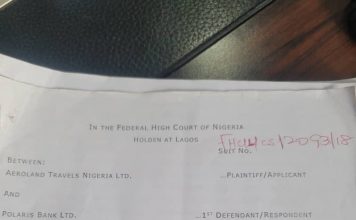 IN THE FEDERAL HIGH COURT OF NIGERIA
HOLDEN AT LAGOS
FHC/L/CS/2093/18
SUIT NO.
BETWEEN:
AEROLAND TRAVELS NIGERIA LTD. ...PLAINTIFF/APPLICANT
AND
POLARIS BANK LTD. ...1ST DEFENDANT/RESPONDENT